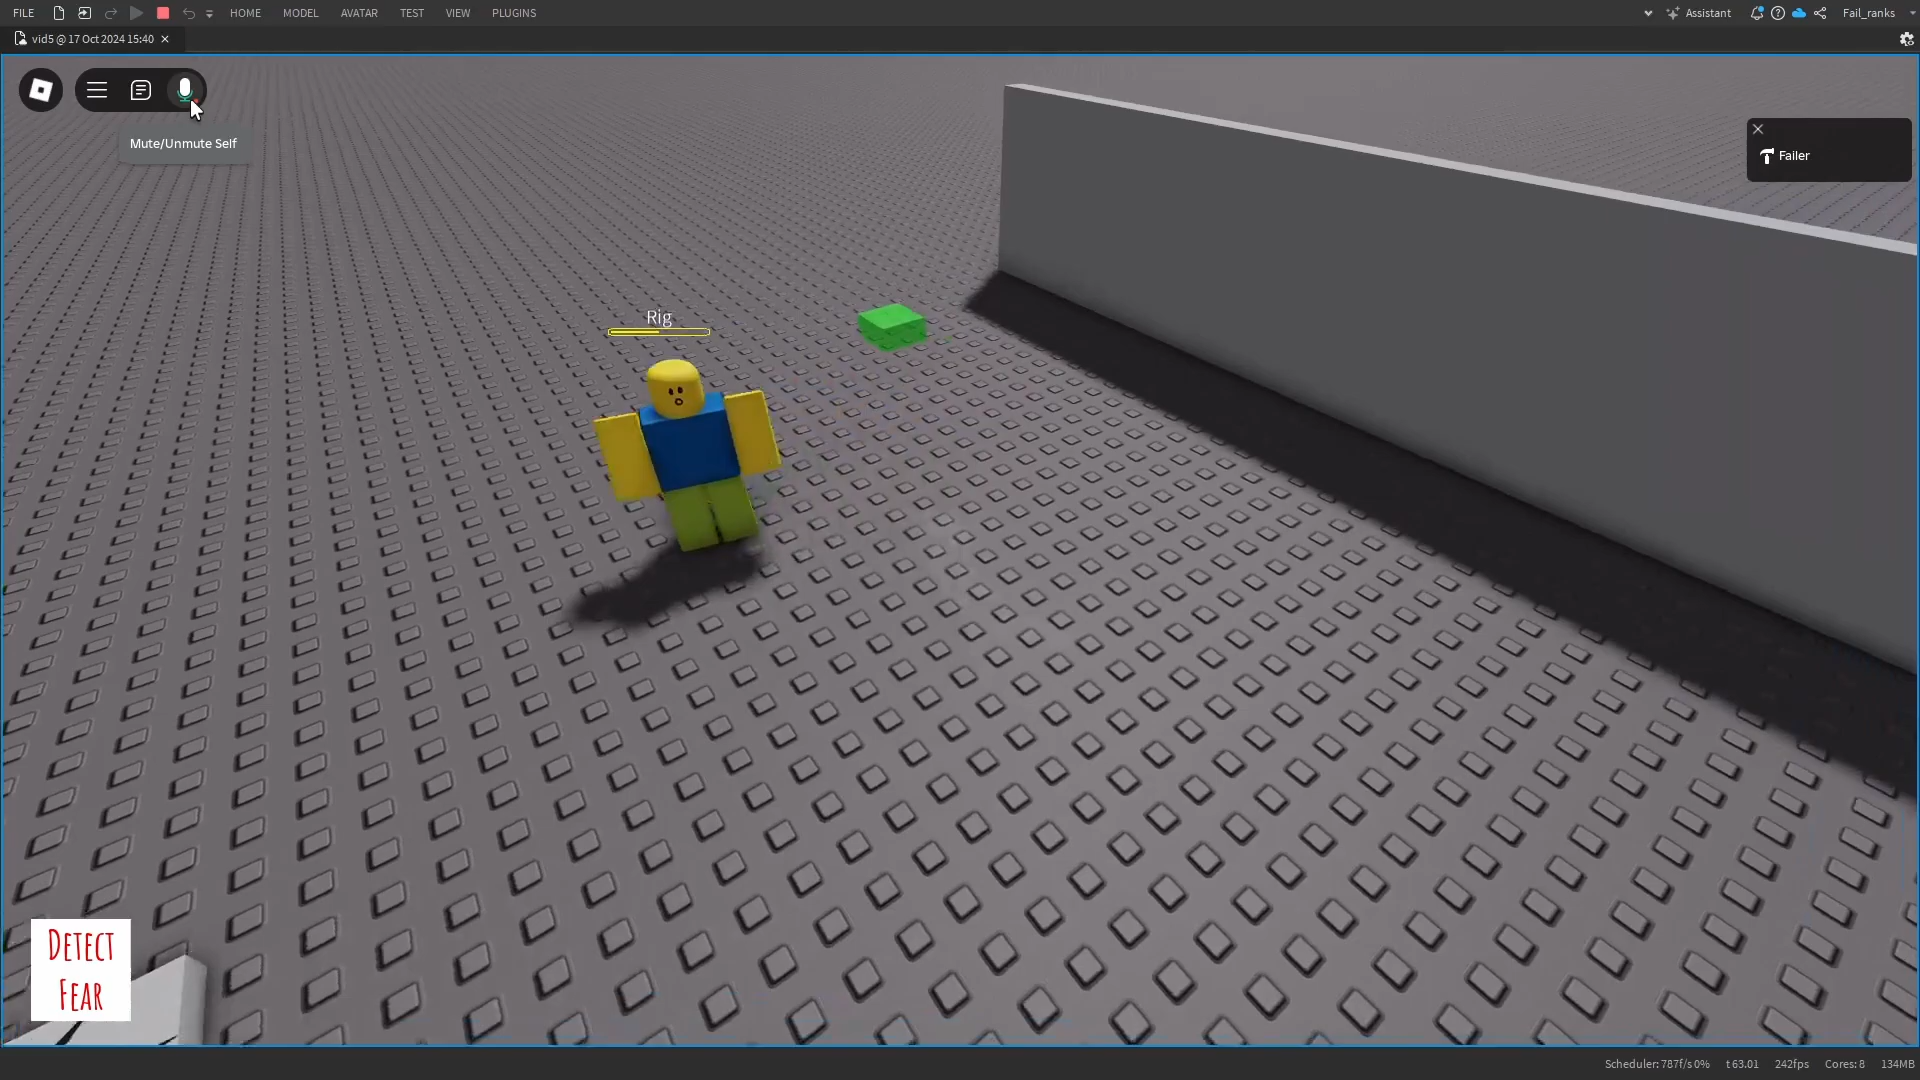 FILE
HOME
MODEL
AVATAR
TEST
VIEW
PLUGINS
Assistant
Fail_ranks
vid5 @ 17 Oct 2024 15:40
Mute/Unmute Self
Failer
Rig
DETECT
FEAR
Scheduler: 787f/s 0%
t 63.01
242fps
Cores: 8
134MB